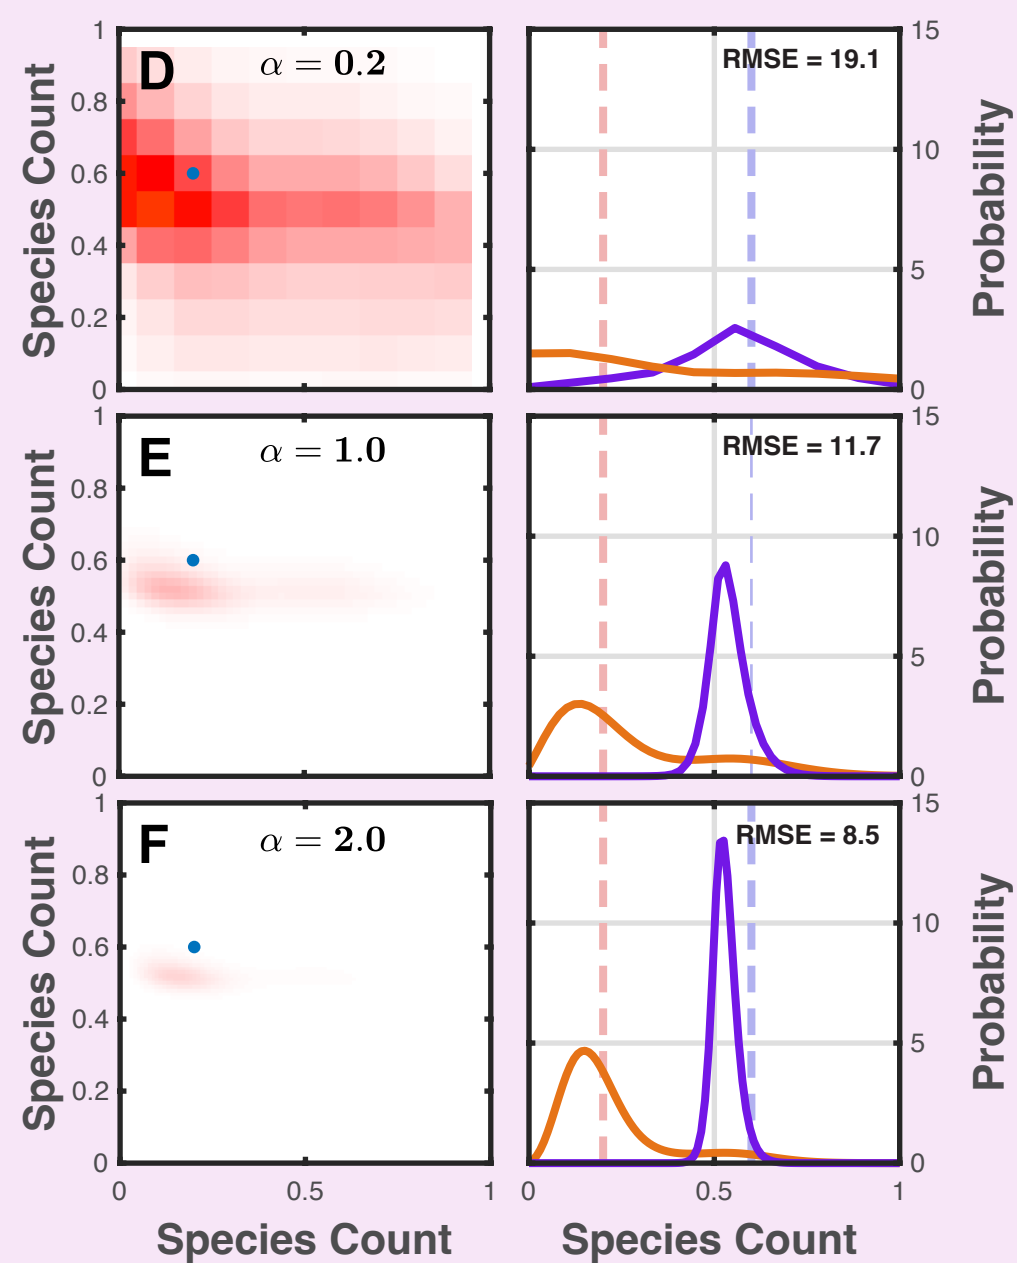 D
α = 0.2
RMSE = 19.1
1
0.8
0.6
0.4
0.2
0
Species Count
15
10
5
0
Probability
E
α = 1.0
RMSE = 11.7
1
0.8
0.6
0.4
0.2
0
Species Count
15
10
5
0
Probability
F
α = 2.0
RMSE = 8.5
1
0.8
0.6
0.4
0.2
0
Species Count
15
10
5
0
Probability
0 0.5 1
0 0.5 1
Species Count
Species Count